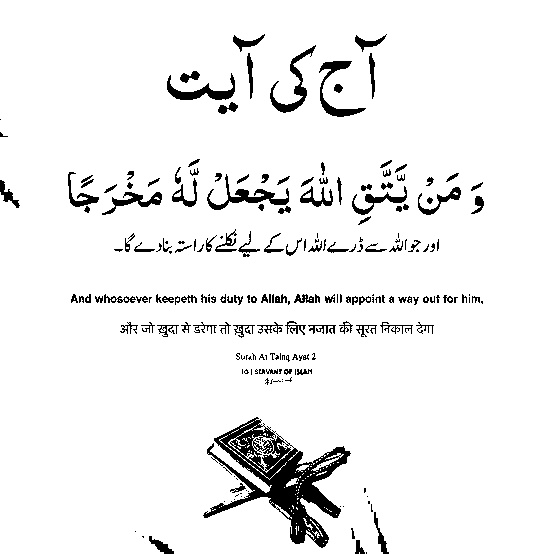 آج کی آیت
وَ مَنْ يَّتَّقِ اللّٰهَ يَجْعَلْ لَّهٗ مَخْرَجًا
اور جو اللہ سے ڈرے اللہ اس کے لیے نکلنے کا راستہ بنا دے گا۔
And whosoever keepeth his duty to Allah, Allah will appoint a way out for him,
और जो ख़ुदा से डरेगा तो ख़ुदा उसके लिए नजात की सूरत निकाल देगा
Surah At Talaq Ayat 2
IG | SERVANT OF ISLAM